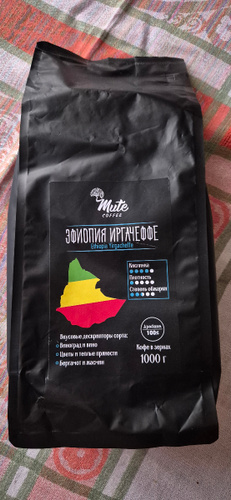 Mute
COFFEE
ЭФИОПИЯ ИРГАЧЕФФЕ
Ethiopia Yirgacheffe
Кислинка
Плотность
Степень обжарки
Вкусовые дескрипторы сорта:
Виноград и вино
Цветы и теплые пряности
Бергамот и жасмин
Арабика
100%
Кофе в зернах
1000 г